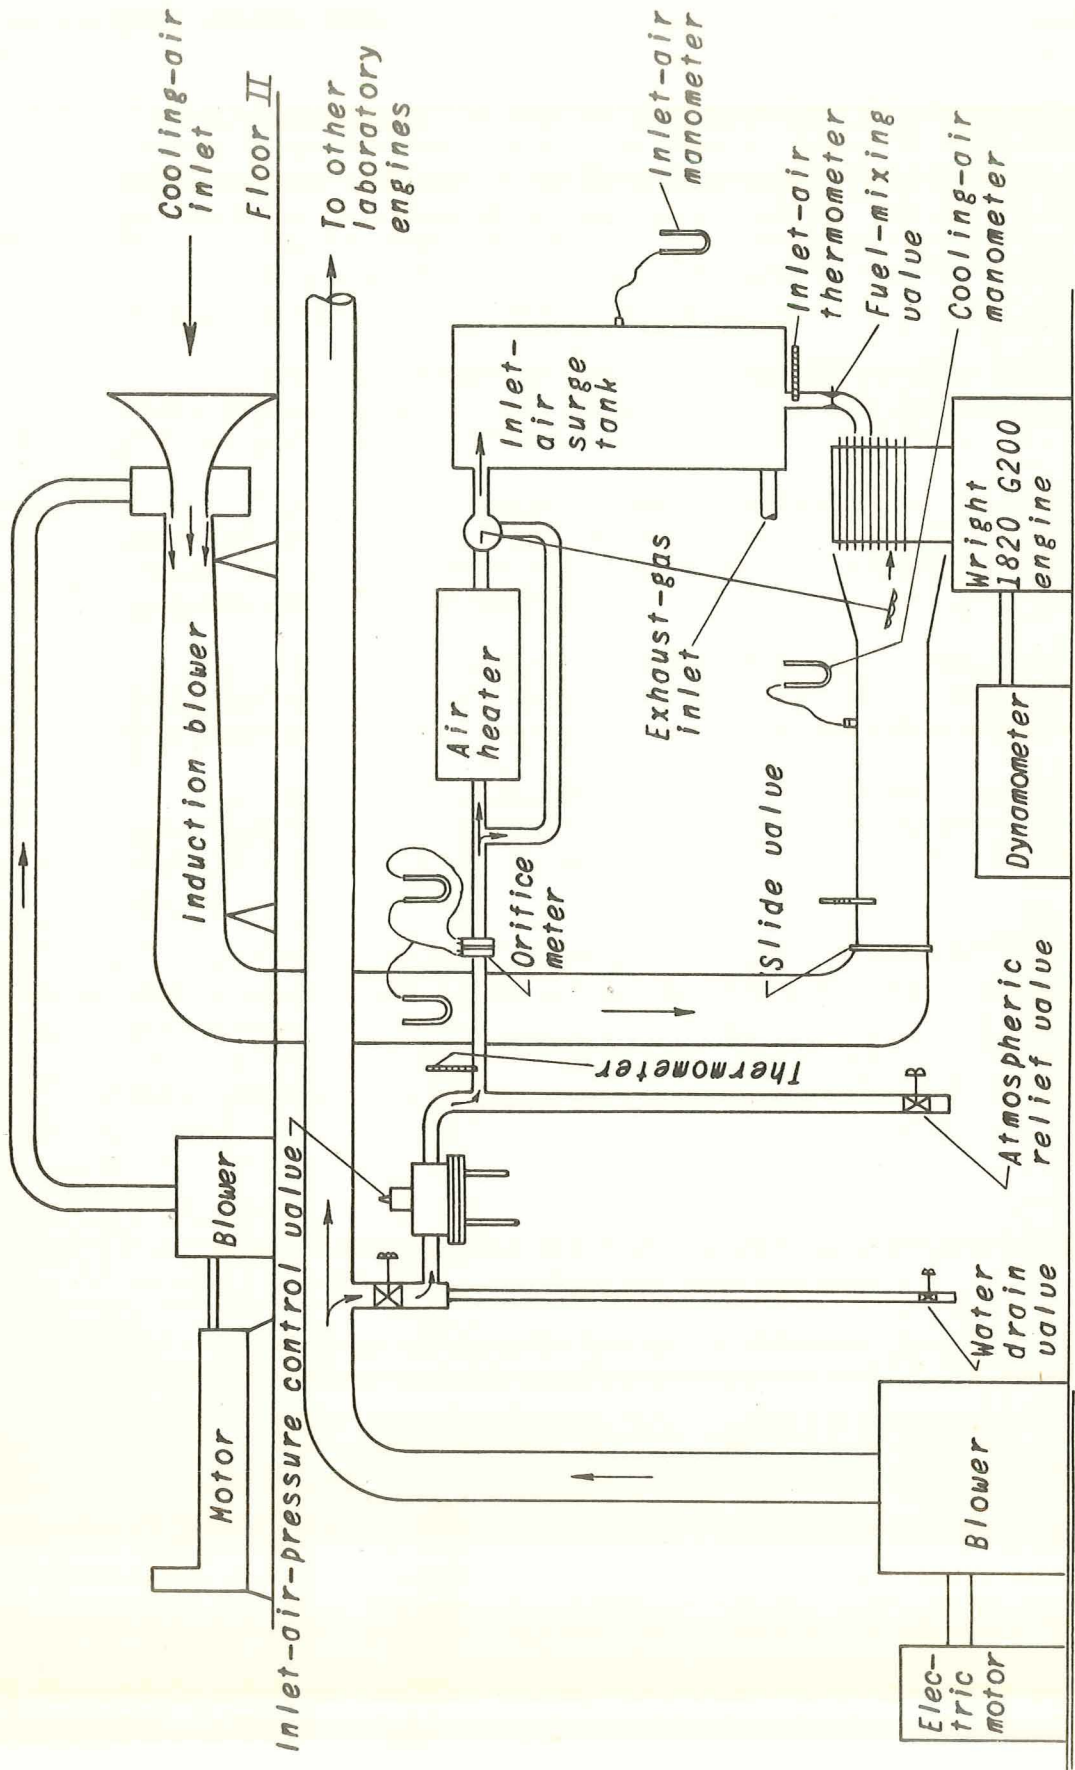 Cooling-air
inlet
Induction blower
Motor
Blower
Floor II
Inlet-air-pressure control valve
To other
laboratory
engines
Air
heater
Inlet-
air
surge
tank
Inlet-air
manometer
Orifice
meter
Thermometer
Exhaust-gas
inlet
Slide valve
Inlet-air
thermometer
Fuel-mixing
valve
Cooling-air
manometer
Elec-
tric
motor
Blower
Water
drain
valve
Atmospheric
relief valve
Dynamometer
Wright
1820 G200
engine